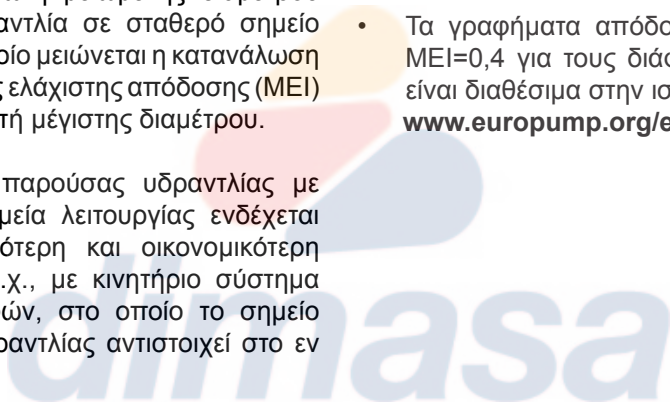 αντλία σε σταθερό σημείο
οίο μειώνεται η κατανάλωση
ς ελάχιστης απόδοσης (MEI)
τή μέγιστης διαμέτρου.
παρούσας υδραντλίας με
μεία λειτουργίας ενδέχεται
ότερη και οικονομικότερη
.χ., με κινητήριο σύστημα
ών, στο οποίο το σημείο
ραντλίας αντιστοιχεί στο εν
• Τα γραφήματα απόδο
MEI=0,4 για τους διάσ
είναι διαθέσιμα στην ισ
www.europump.org/e
dimasa